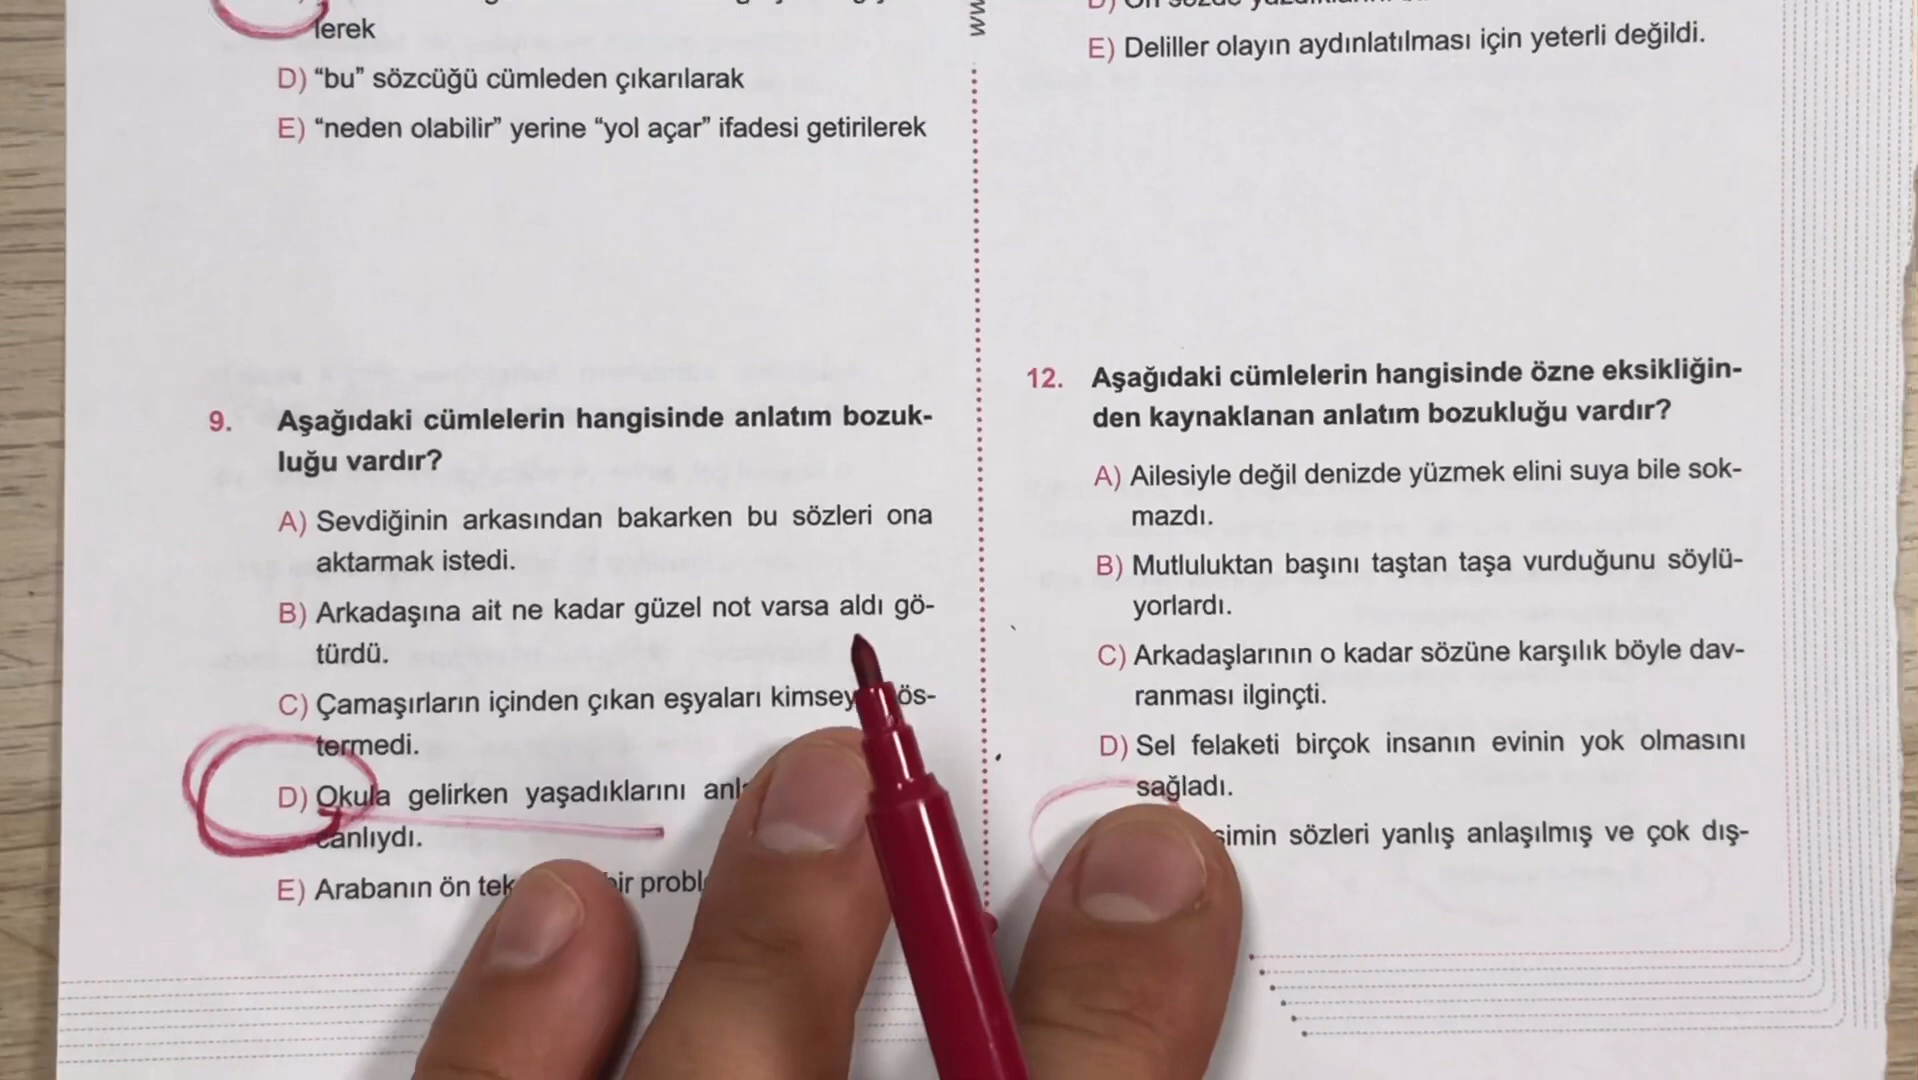 lerek
D) “bu” sözcüğü cümleden çıkarılarak
E) “neden olabilir” yerine “yol açar” ifadesi getirilerek
9. Aşağıdaki cümlelerin hangisinde anlatım bozuk-
luğu vardır?
A) Sevdiğinin arkasından bakarken bu sözleri ona
aktarmak istedi.
B) Arkadaşına ait ne kadar güzel not varsa aldı gö-
türdü.
C) Çamaşırların içinden çıkan eşyaları
termedi.
D) Okula gelirken yaşadıklarını
canlıydı.
E) Arabanın ön
E) Deliller olayın aydınlatılması için yeterli değildi.
12. Aşağıdaki cümlelerin hangisinde özne eksikliğin-
den kaynaklanan anlatım bozukluğu vardır?
A) Ailesiyle değil denizde yüzmek elini suya bile sok-
mazdı.
B) Mutluluktan başını taştan taşa vurduğunu söylü-
yorlardı.
C) Arkadaşlarının o kadar sözüne karşılık böyle dav-
ranması ilginçti.
D) Sel felaketi birçok insanın evinin yok olmasını
sağladı.
sözleri yanlış anlaşılmış ve çok dış-